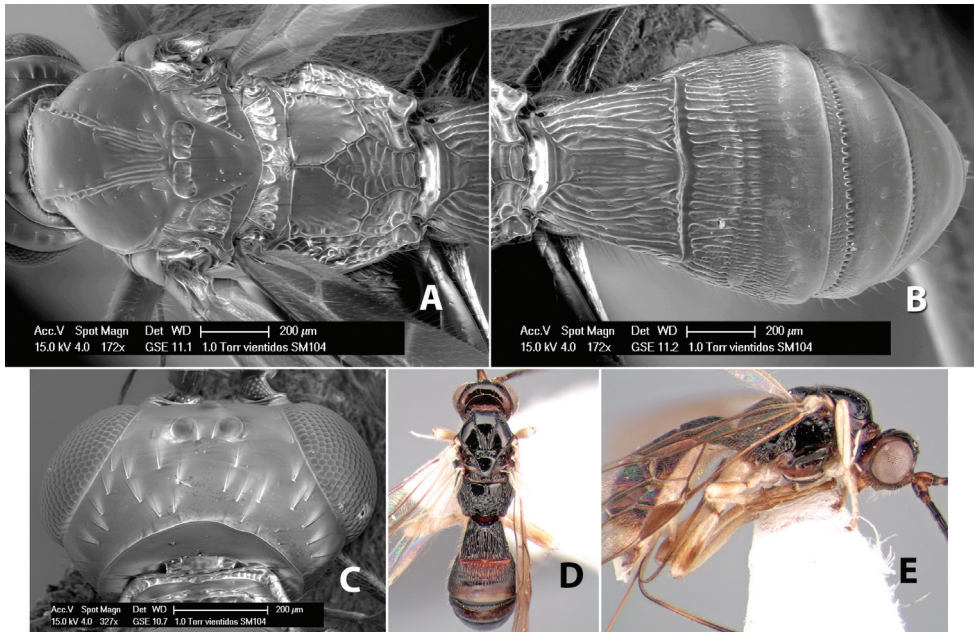 A
Acc.V Spot Magn Det WD 200 µm
15.0 kV 4.0 172x GSE 11.1 1.0 Torr vientidos SM104
B
Acc.V Spot Magn Det WD 200 µm
15.0 kV 4.0 172x GSE 11.2 1.0 Torr vientidos SM104
C
Acc.V Spot Magn Det WD 200 µm
15.0 kV 4.0 327x GSE 10.7 1.0 Torr vientidos SM104
D
E